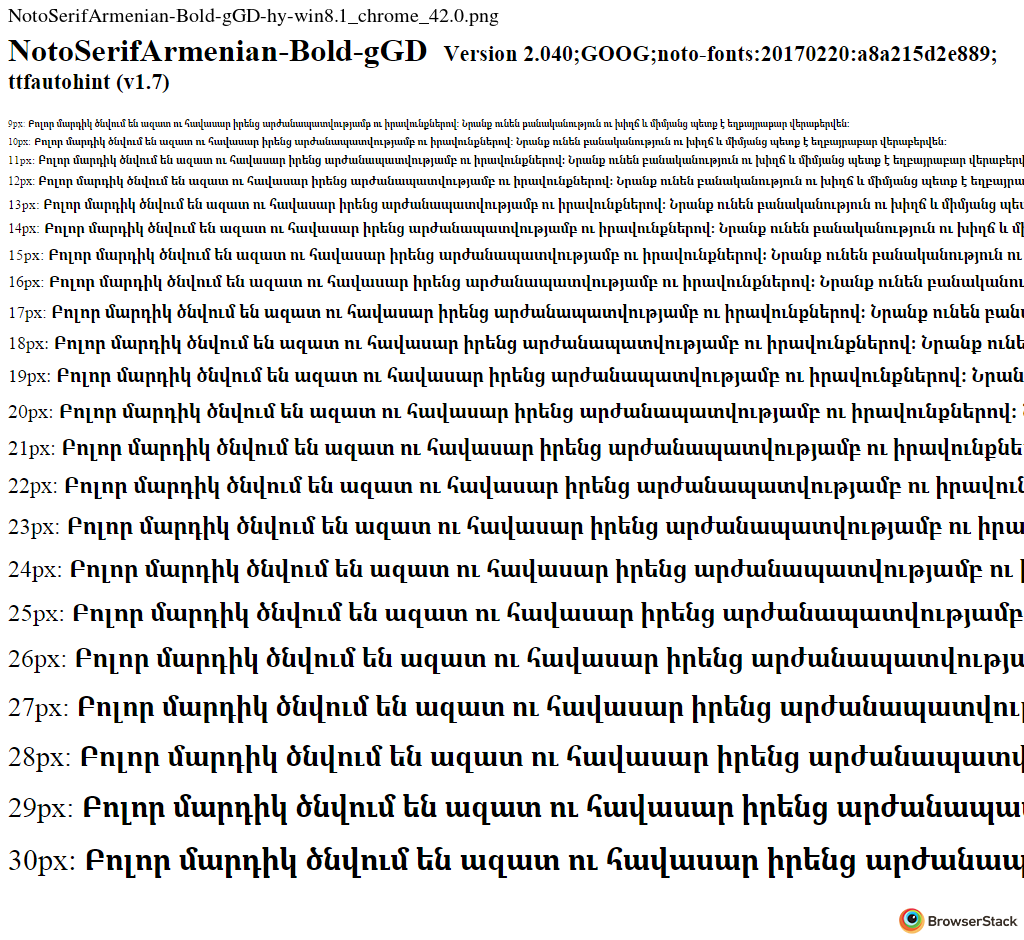 NotoSerifArmenian-Bold-gGD-hy-win8.1_chrome_42.0.png
NotoSerifArmenian-Bold-gGD Version 2.040;GOOG;noto-fonts:20170220:a8a215d2e889;
ttfautohint (v1.7)
9px: Բոլոր մարդիկ ծնվում են ազատ ու հավասար իրենց արժանապատվությամբ ու իրավունքներով։ Նրանք ունեն բանականություն ու խիղճ և միմյանց պետք է եղբայրաբար վերաբերվեն։
10px: Բոլոր մարդիկ ծնվում են ազատ ու հավասար իրենց արժանապատվությամբ ու իրավունքներով։ Նրանք ունեն բանականություն ու խիղճ և միմյանց պետք է եղբայրաբար վերաբերվեն։
11px: Բոլոր մարդիկ ծնվում են ազատ ու հավասար իրենց արժանապատվությամբ ու իրավունքներով։ Նրանք ունեն բանականություն ու խիղճ և միմյանց պետք է եղբայրաբար վերաբերվ
12px: Բոլոր մարդիկ ծնվում են ազատ ու հավասար իրենց արժանապատվությամբ ու իրավունքներով։ Նրանք ունեն բանականություն ու խիղճ և միմյանց պետք է եղբայրա
13px: Բոլոր մարդիկ ծնվում են ազատ ու հավասար իրենց արժանապատվությամբ ու իրավունքներով։ Նրանք ունեն բանականություն ու խիղճ և միմյանց պե
14px: Բոլոր մարդիկ ծնվում են ազատ ու հավասար իրենց արժանապատվությամբ ու իրավունքներով։ Նրանք ունեն բանականություն ու խիղճ և մի
15px: Բոլոր մարդիկ ծնվում են ազատ ու հավասար իրենց արժանապատվությամբ ու իրավունքներով։ Նրանք ունեն բանականություն ու
16px: Բոլոր մարդիկ ծնվում են ազատ ու հավասար իրենց արժանապատվությամբ ու իրավունքներով։ Նրանք ունեն բանականու
17px: Բոլոր մարդիկ ծնվում են ազատ ու հավասար իրենց արժանապատվությամբ ու իրավունքներով։ Նրանք ունեն բան
18px: Բոլոր մարդիկ ծնվում են ազատ ու հավասար իրենց արժանապատվությամբ ու իրավունքներով։ Նրանք ունե
19px: Բոլոր մարդիկ ծնվում են ազատ ու հավասար իրենց արժանապատվությամբ ու իրավունքներով։ Նրան
20px: Բոլոր մարդիկ ծնվում են ազատ ու հավասար իրենց արժանապատվությամբ ու իրավունքներով։
21px: Բոլոր մարդիկ ծնվում են ազատ ու հավասար իրենց արժանապատվությամբ ու իրավունքնե
22px: Բոլոր մարդիկ ծնվում են ազատ ու հավասար իրենց արժանապատվությամբ ու իրավուն
23px: Բոլոր մարդիկ ծնվում են ազատ ու հավասար իրենց արժանապատվությամբ ու իրա
24px: Բոլոր մարդիկ ծնվում են ազատ ու հավասար իրենց արժանապատվությամբ ու
25px: Բոլոր մարդիկ ծնվում են ազատ ու հավասար իրենց արժանապատվությամբ
26px: Բոլոր մարդիկ ծնվում են ազատ ու հավասար իրենց արժանապատվությա
27px: Բոլոր մարդիկ ծնվում են ազատ ու հավասար իրենց արժանապատվու
28px: Բոլոր մարդիկ ծնվում են ազատ ու հավասար իրենց արժանապատվ
29px: Բոլոր մարդիկ ծնվում են ազատ ու հավասար իրենց արժանապա
30px: Բոլոր մարդիկ ծնվում են ազատ ու հավասար իրենց արժանապ
BrowserStack